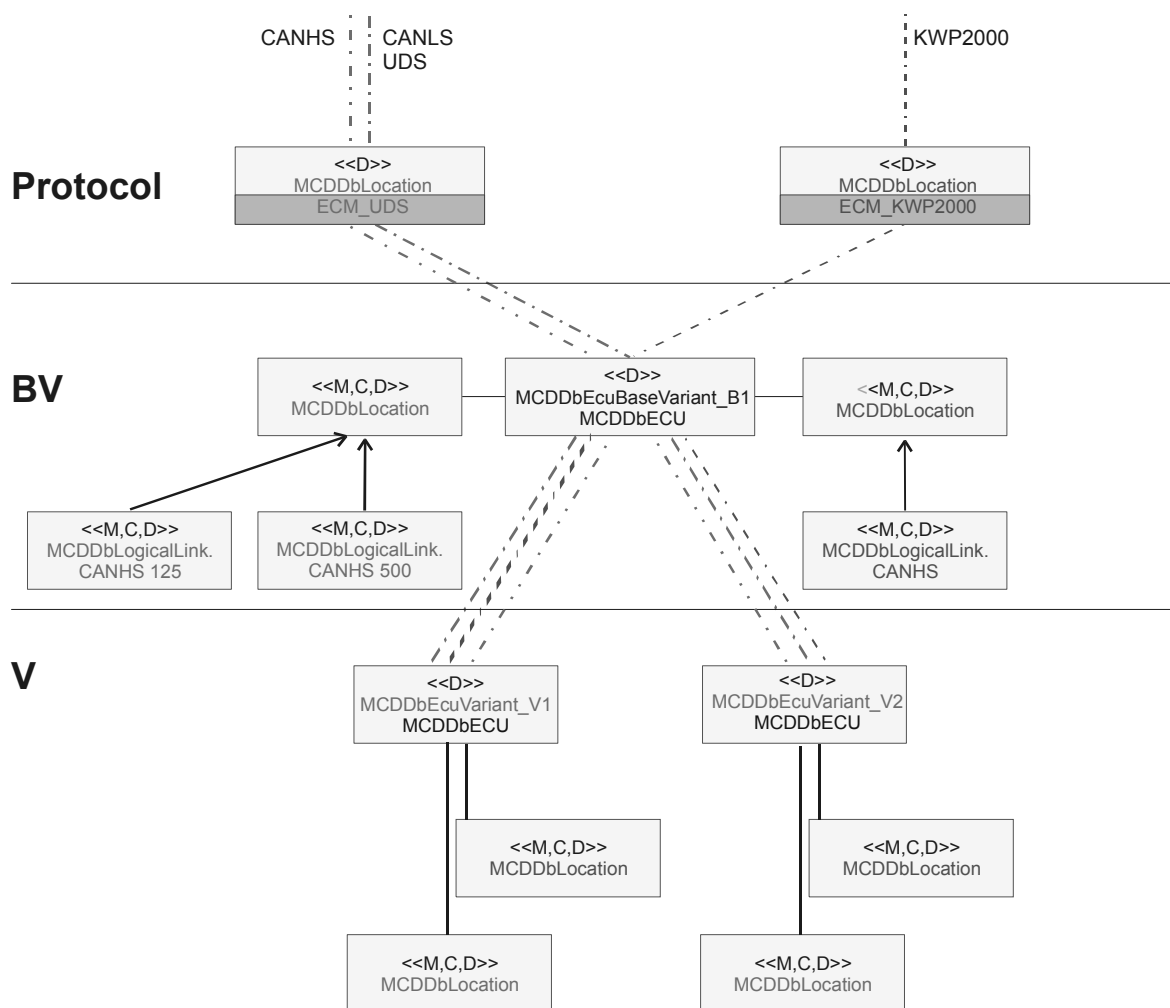 CANHS
CANLS
UDS
KWP2000
Protocol
<<D>>
MCDDbLocation
ECM_UDS
<<D>>
MCDDbLocation
ECM_KWP2000
BV
<<M,C,D>>
MCDDbLocation
<<D>>
MCDDbEcuBaseVariant_B1
MCDDbECU
<<M,C,D>>
MCDDbLocation
<<M,C,D>>
MCDDbLogicalLink.
CANHS 125
<<M,C,D>>
MCDDbLogicalLink.
CANHS 500
<<M,C,D>>
MCDDbLogicalLink.
CANHS
V
<<D>>
MCDDbEcuVariant_V1
MCDDbECU
<<D>>
MCDDbEcuVariant_V2
MCDDbECU
<<M,C,D>>
MCDDbLocation
<<M,C,D>>
MCDDbLocation
<<M,C,D>>
MCDDbLocation
<<M,C,D>>
MCDDbLocation